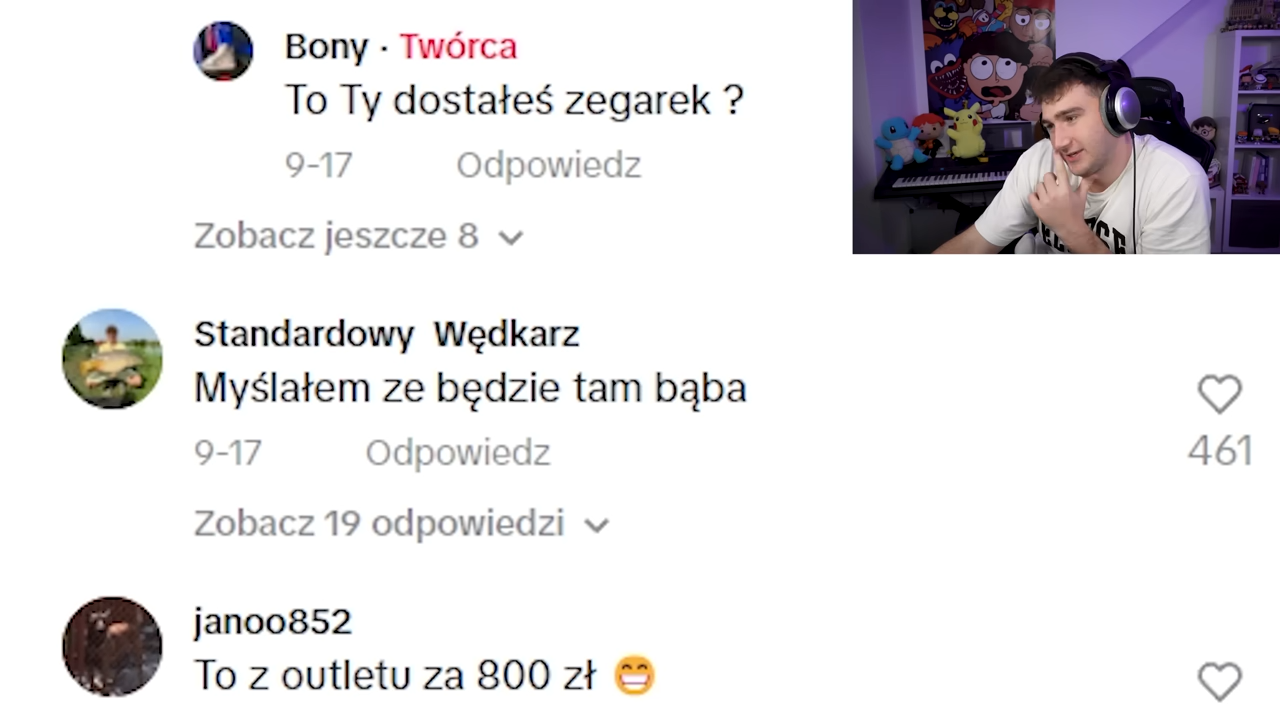 Bony · Twórca
To Ty dostałeś zegarek ?
9-17 Odpowiedz
Zobacz jeszcze 8
Standardowy Wędkarz
Myślałem ze będzie tam bąba
461
9-17 Odpowiedz
Zobacz 19 odpowiedzi
janoo852
To z outletu za 800 zł 😁